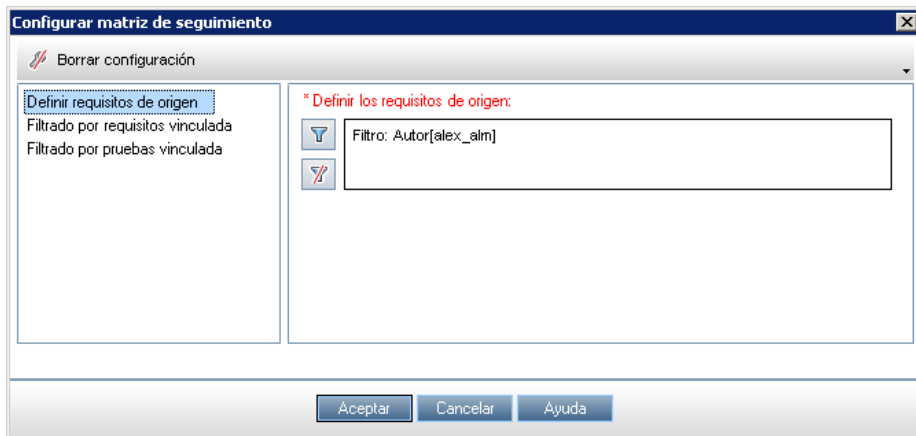 Configurar matriz de seguimiento
Borrar configuración
Definir requisitos de origen
Filtrado por requisitos vinculada
Filtrado por pruebas vinculada
* Definir los requisitos de origen:
Filtro: Autor[alex_alm]
Aceptar
Cancelar
Ayuda